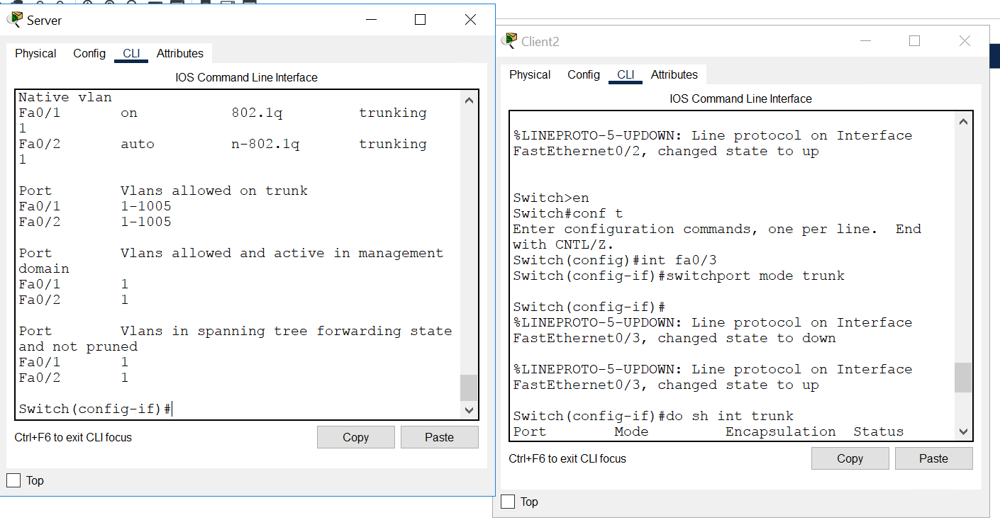 Server
Physical Config CLI Attributes
IOS Command Line Interface
Native vlan
Fa0/1 on 802.1q trunking
1
Fa0/2 auto n-802.1q trunking
1
Port Vlans allowed on trunk
Fa0/1 1-1005
Fa0/2 1-1005
Port Vlans allowed and active in management
domain
Fa0/1 1
Fa0/2 1
Port Vlans in spanning tree forwarding state
and not pruned
Fa0/1 1
Fa0/2 1
Switch(config-if)#
Ctrl+F6 to exit CLI focus
Copy Paste
Top
Client2
Physical Config CLI Attributes
IOS Command Line Interface
%LINEPROTO-5-UPDOWN: Line protocol on Interface
FastEthernet0/2, changed state to up
Switch>en
Switch#conf t
Enter configuration commands, one per line. End
with CNTL/Z.
Switch(config)#int fa0/3
Switch(config-if)#switchport mode trunk
Switch(config-if)#
%LINEPROTO-5-UPDOWN: Line protocol on Interface
FastEthernet0/3, changed state to down
%LINEPROTO-5-UPDOWN: Line protocol on Interface
FastEthernet0/3, changed state to up
Switch(config-if)#do sh int trunk
Port Mode Encapsulation Status
Ctrl+F6 to exit CLI focus
Copy Paste
Top